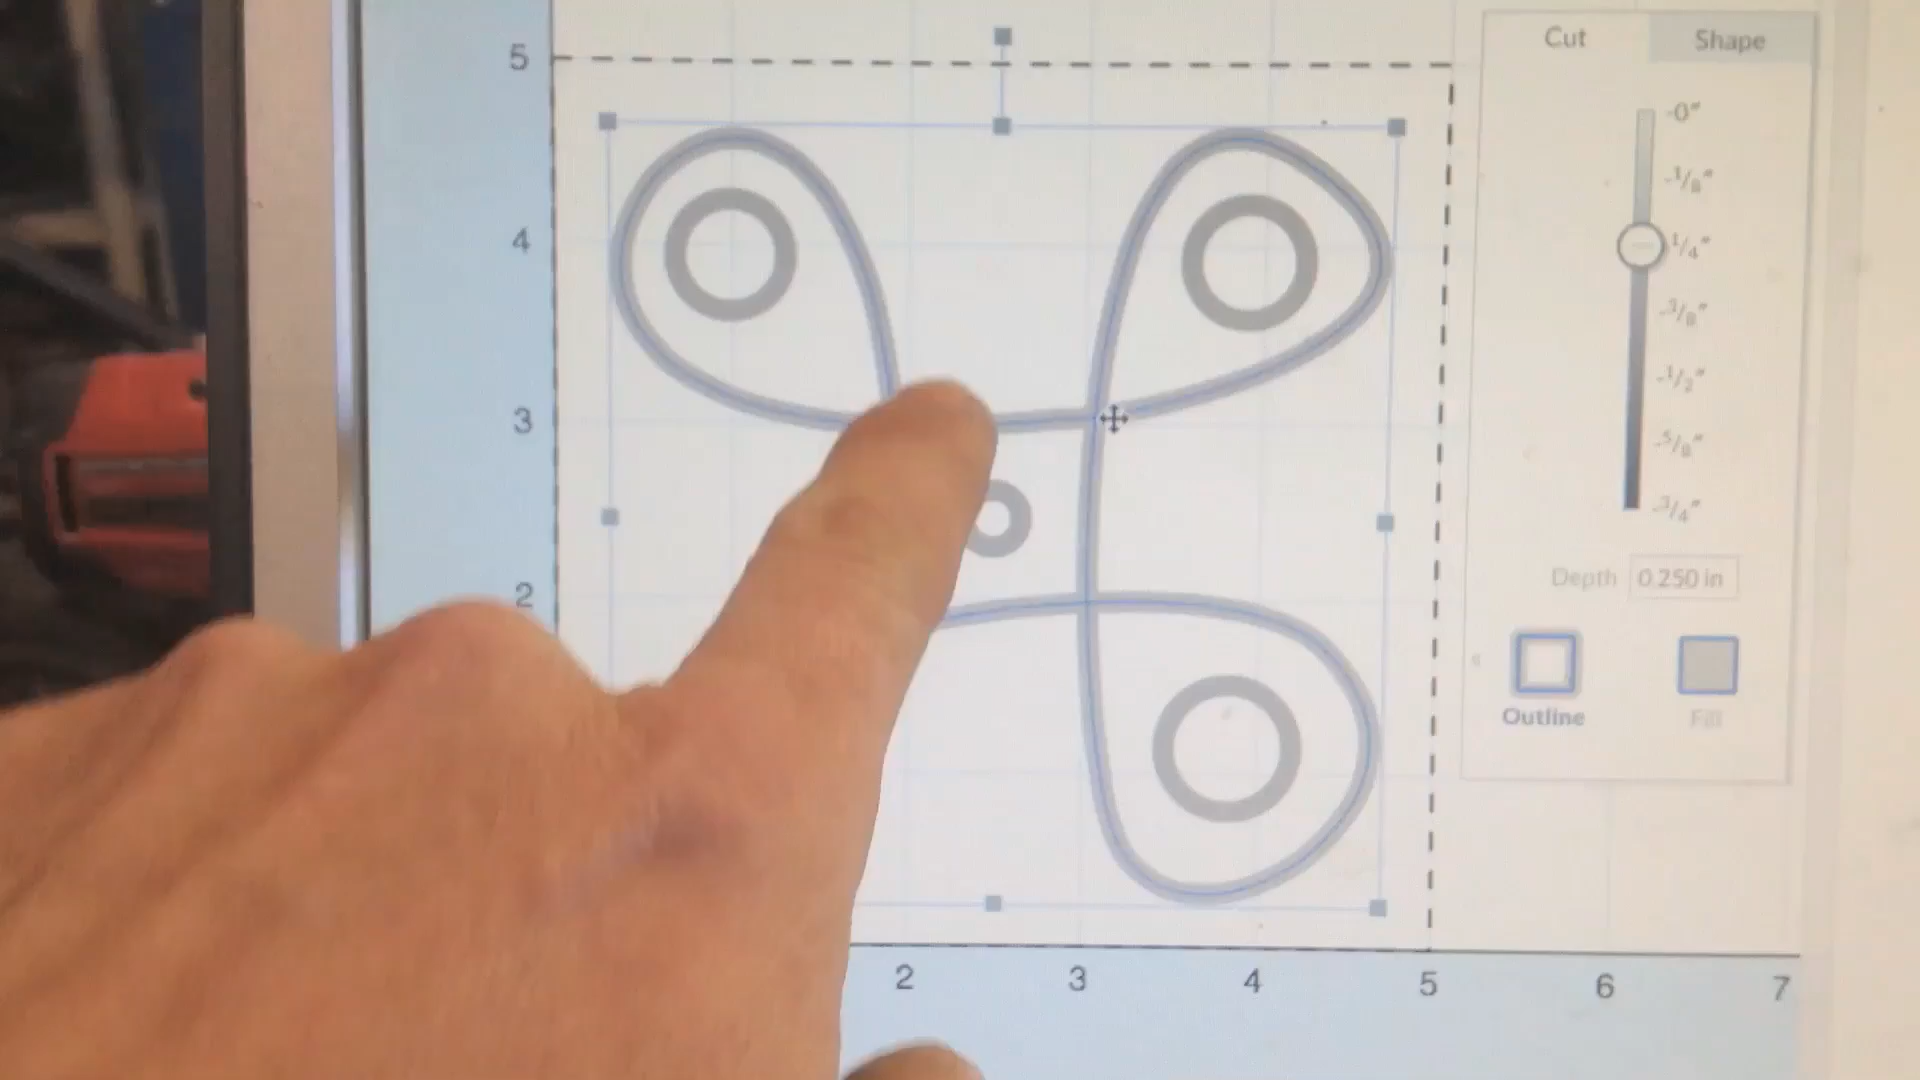 5
4
3
2
2 3 4 5 6 7
Cut Shape
-0"
-1/8"
1/4"
-3/8"
-1/2"
-5/8"
-3/4"
Depth 0.250 in
Outline Fill